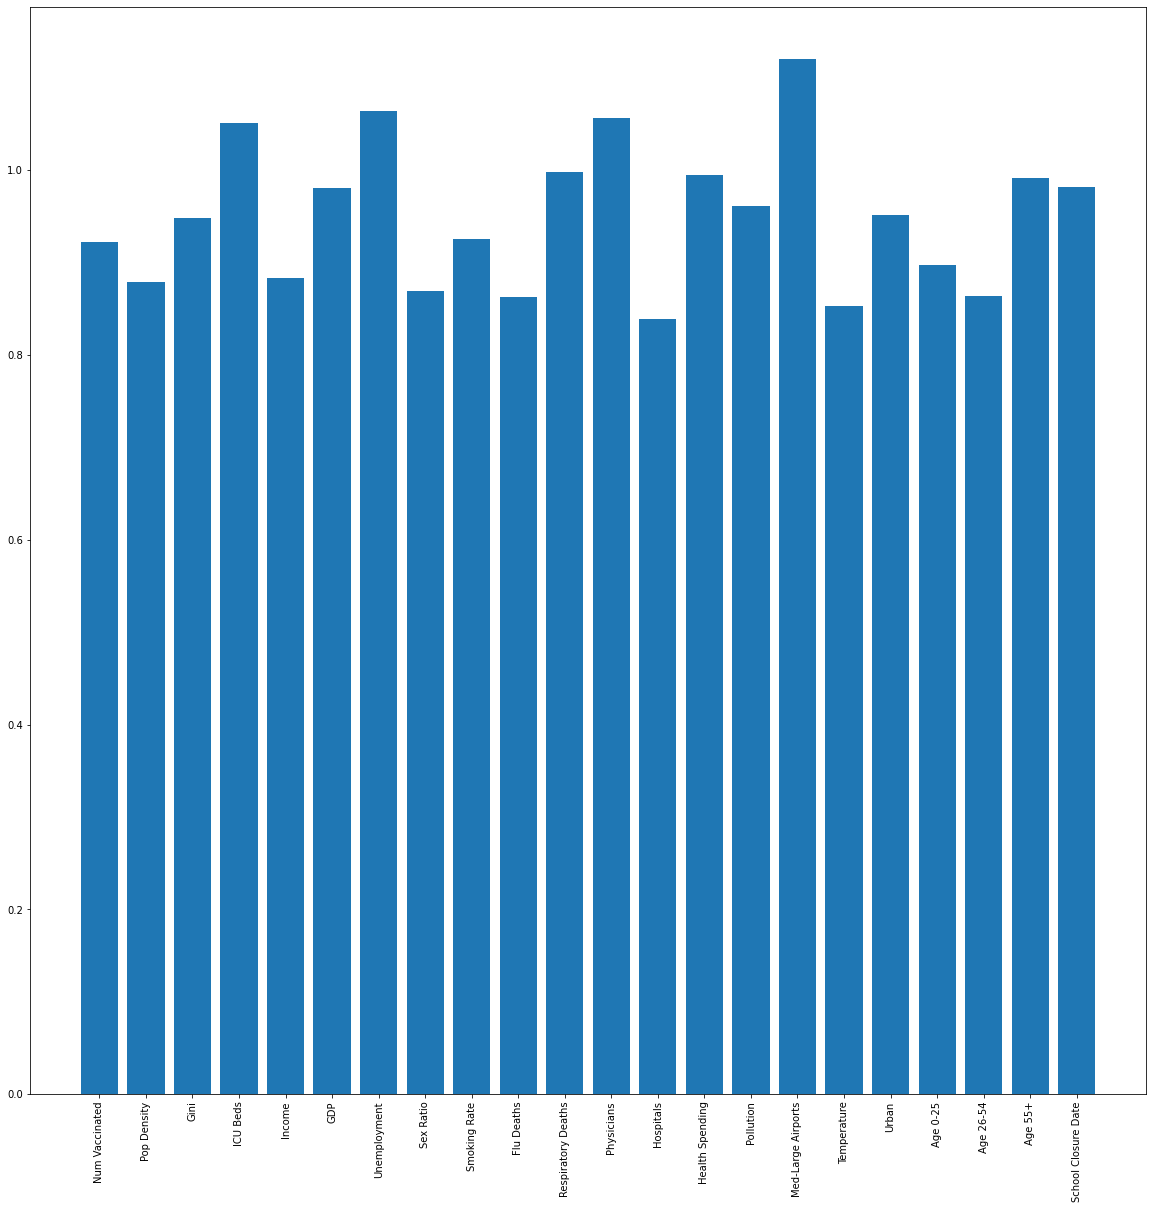 1.0
0.8
0.6
0.4
0.2
0.0
Num Vaccinated
Pop Density
Gini
ICU Beds
Income
GDP
Unemployment
Sex Ratio
Smoking Rate
Flu Deaths
Respiratory Deaths
Physicians
Hospitals
Health Spending
Pollution
Med-Large Airports
Temperature
Urban
Age 0-25
Age 26-54
Age 55+
School Closure Date